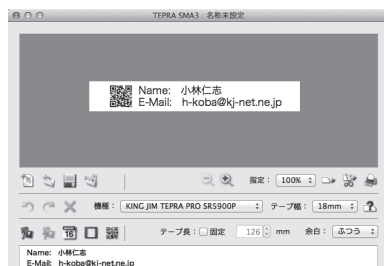 TEPRA SMA3：名称未設定
Name: 小林仁志
E-Mail: h-koba@kj-net.ne.jp
指定： 100%
機種： KING JIM TEPRA PRO SR5900P テープ幅： 18mm
16 テープ長： 固定 126 mm 余白： ふつう
Name: 小林仁志
E-Mail: h-koba@kj-net.ne.jp